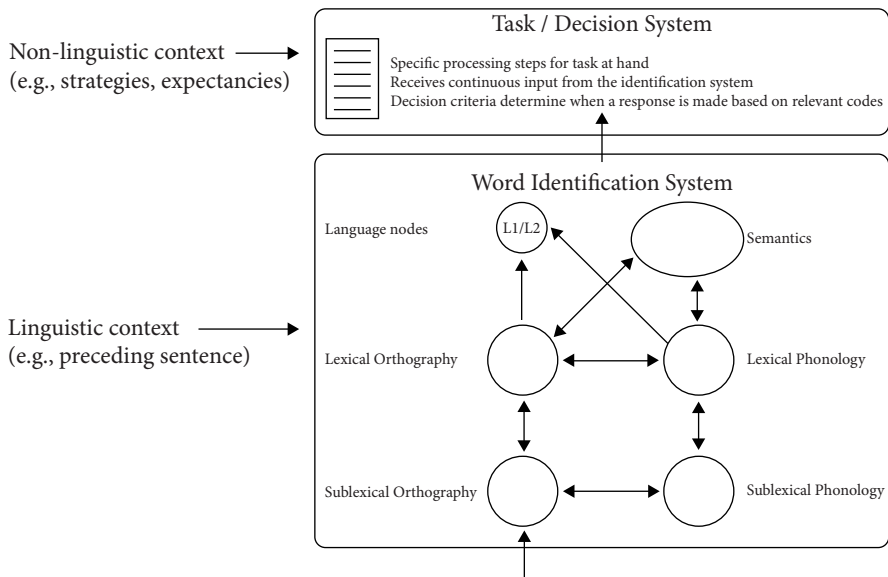 Task / Decision System
Non-linguistic context
(e.g., strategies, expectancies)
Specific processing steps for task at hand
Receives continuous input from the identification system
Decision criteria determine when a response is made based on relevant codes
Word Identification System
Language nodes
L1/L2
Semantics
Linguistic context
(e.g., preceding sentence)
Lexical Orthography
Lexical Phonology
Sublexical Orthography
Sublexical Phonology